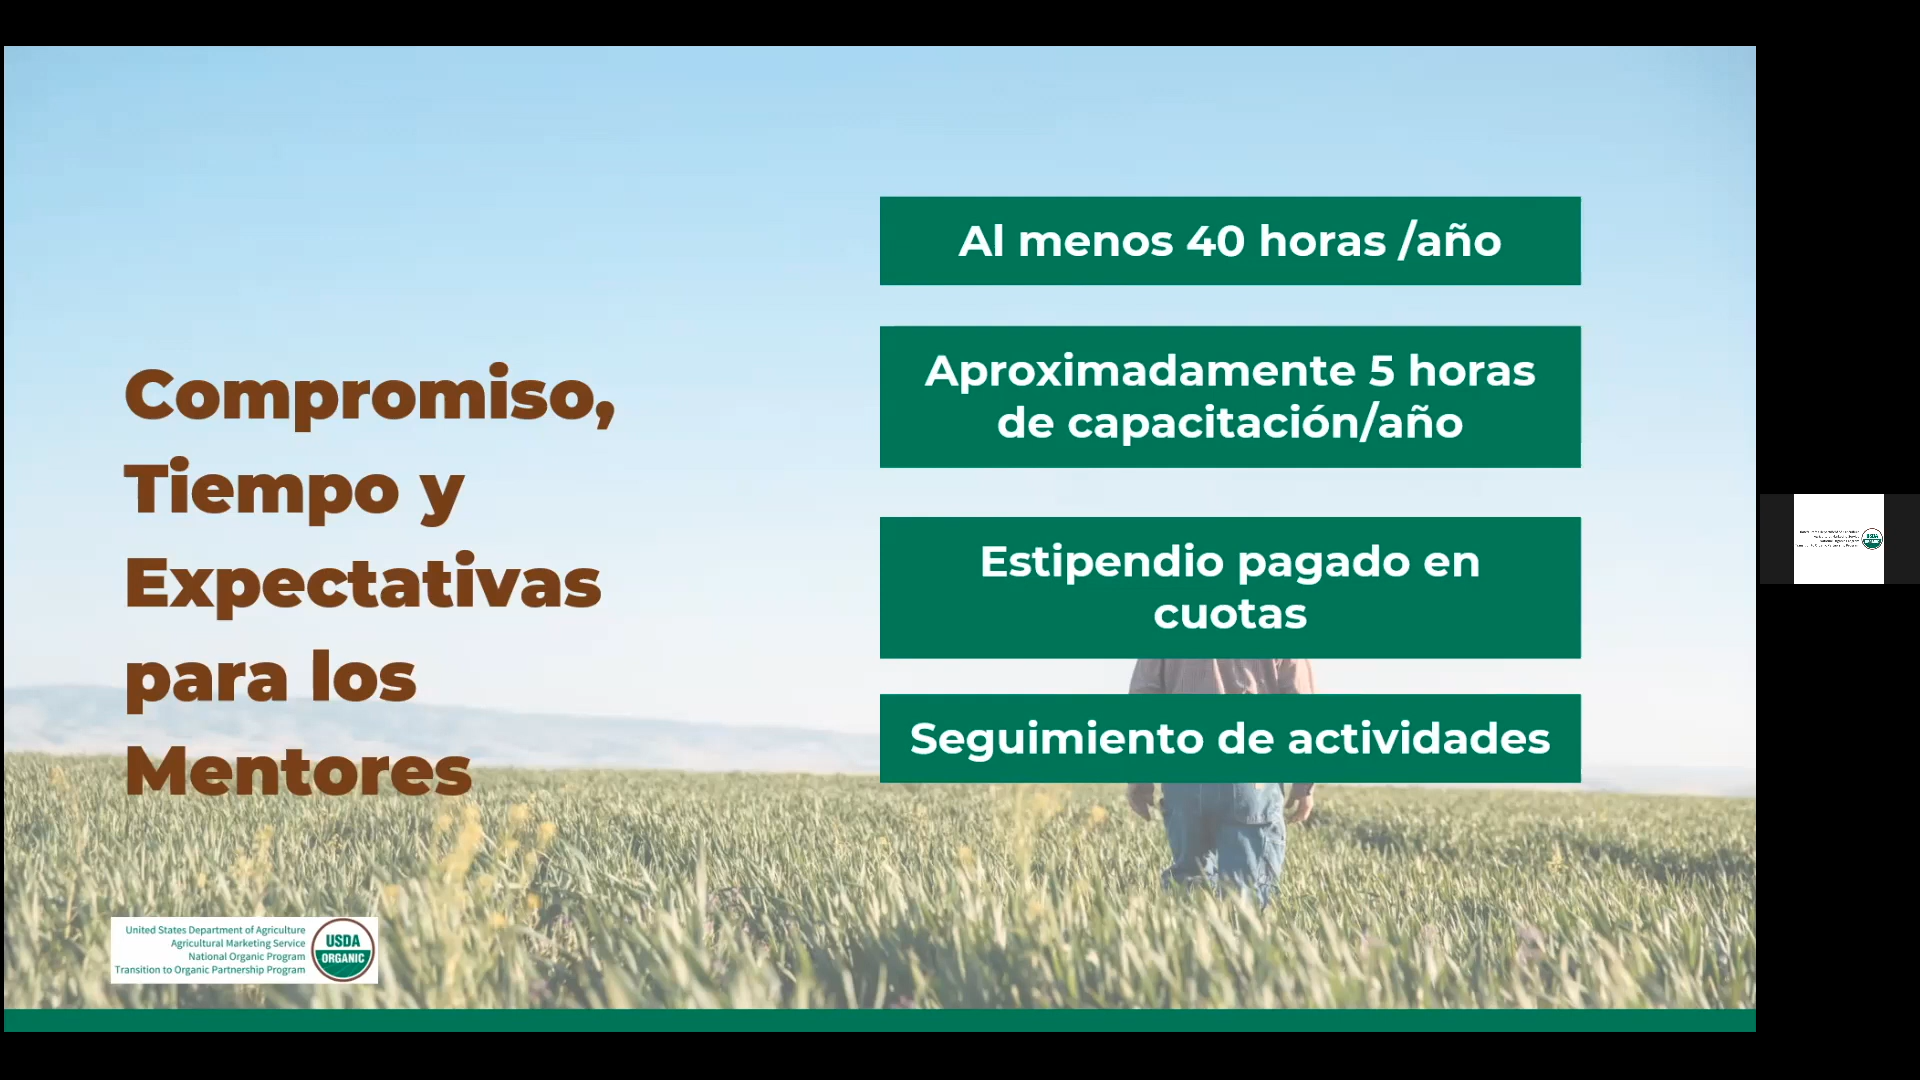 Compromiso,
Tiempo y
Expectativas
para los
Mentores
Al menos 40 horas /año
Aproximadamente 5 horas
de capacitación/año
Estipendio pagado en
cuotas
Seguimiento de actividades
United States Department of Agriculture
Agricultural Marketing Service
National Organic Program
Transition to Organic Partnership Program
USDA
ORGANIC